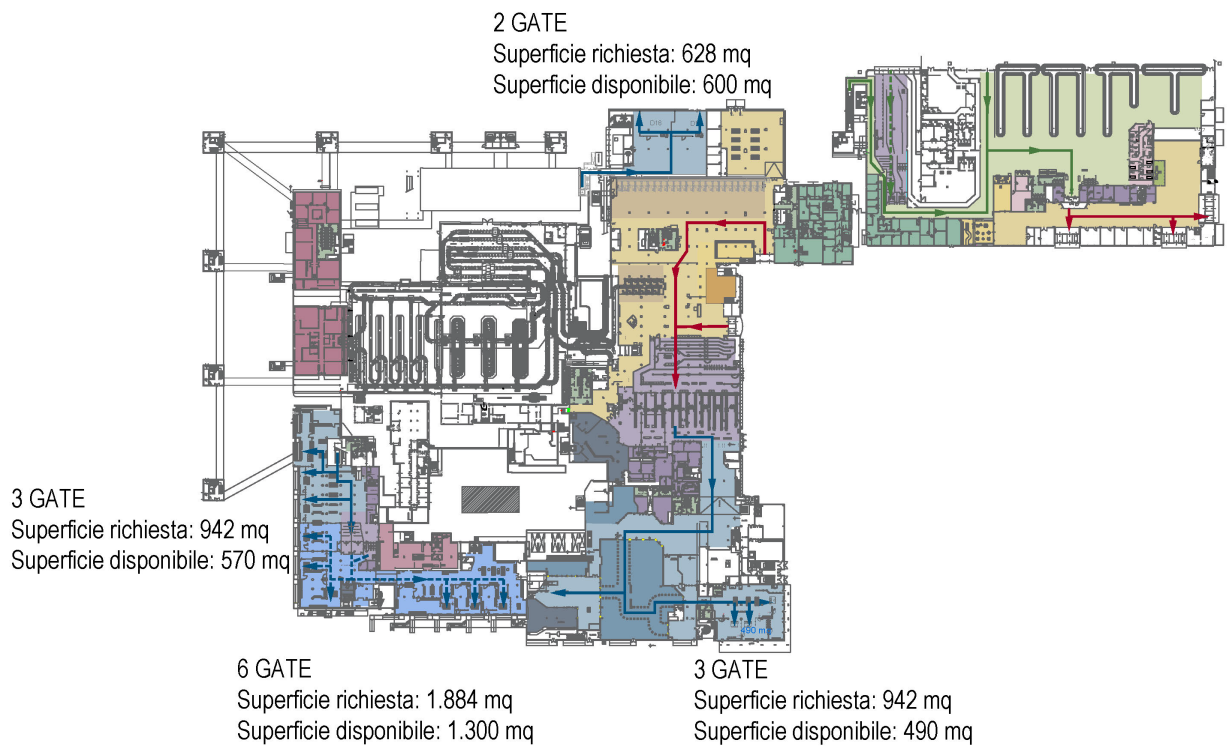 2 GATE
Superficie richiesta: 628 mq
Superficie disponibile: 600 mq
3 GATE
Superficie richiesta: 942 mq
Superficie disponibile: 570 mq
490 mq
6 GATE
Superficie richiesta: 1.884 mq
Superficie disponibile: 1.300 mq
3 GATE
Superficie richiesta: 942 mq
Superficie disponibile: 490 mq